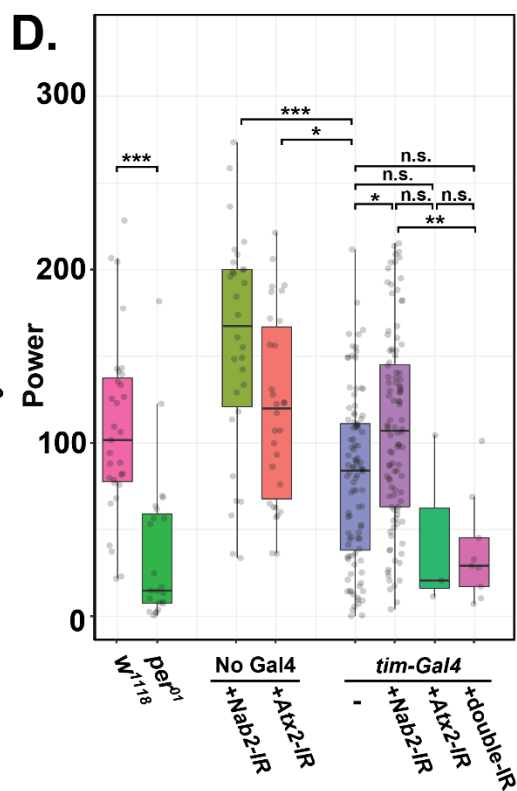 D.
Power
300
200
100
0
***
***
*
n.s.
n.s.
* n.s. n.s.
**
w1118
per01
No Gal4
+Nab2-IR
+Atx2-IR
tim-Gal4
-
+Nab2-IR
+Atx2-IR
+double-IR